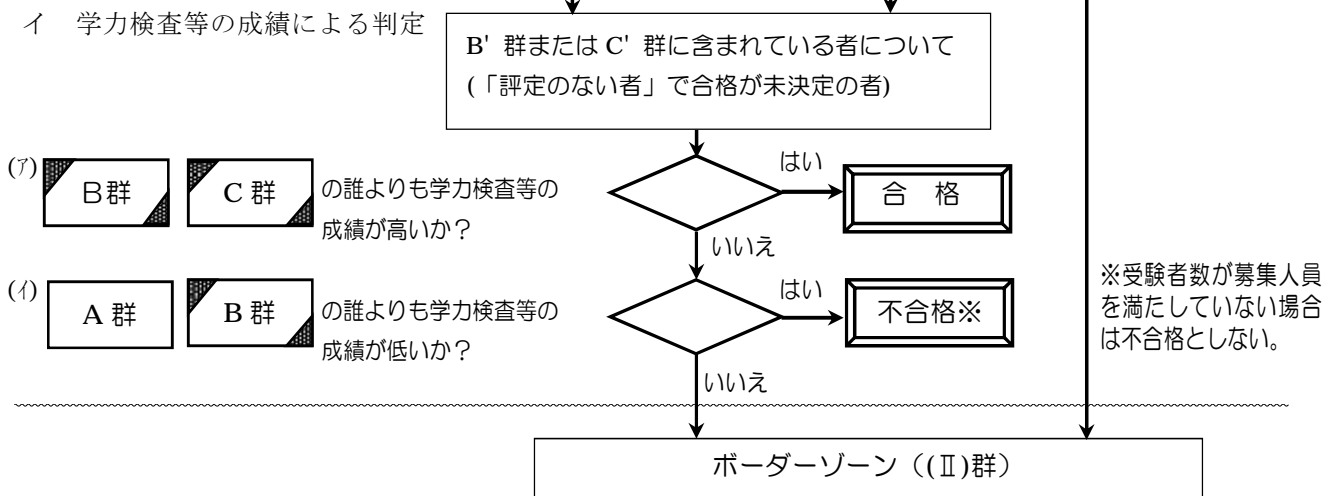 イ 学力検査等の成績による判定
B' 群または C' 群に含まれている者について
(「評定のない者」で合格が未決定の者)
(ア) B群 C 群 の誰よりも学力検査等の
成績が高いか？
はい
合 格
いいえ
(イ) A 群 B 群 の誰よりも学力検査等の
成績が低いか？
はい
不合格※
いいえ
※受験者数が募集人員
を満たしていない場合
は不合格としない。
ボーダーゾーン（(Ⅱ)群）